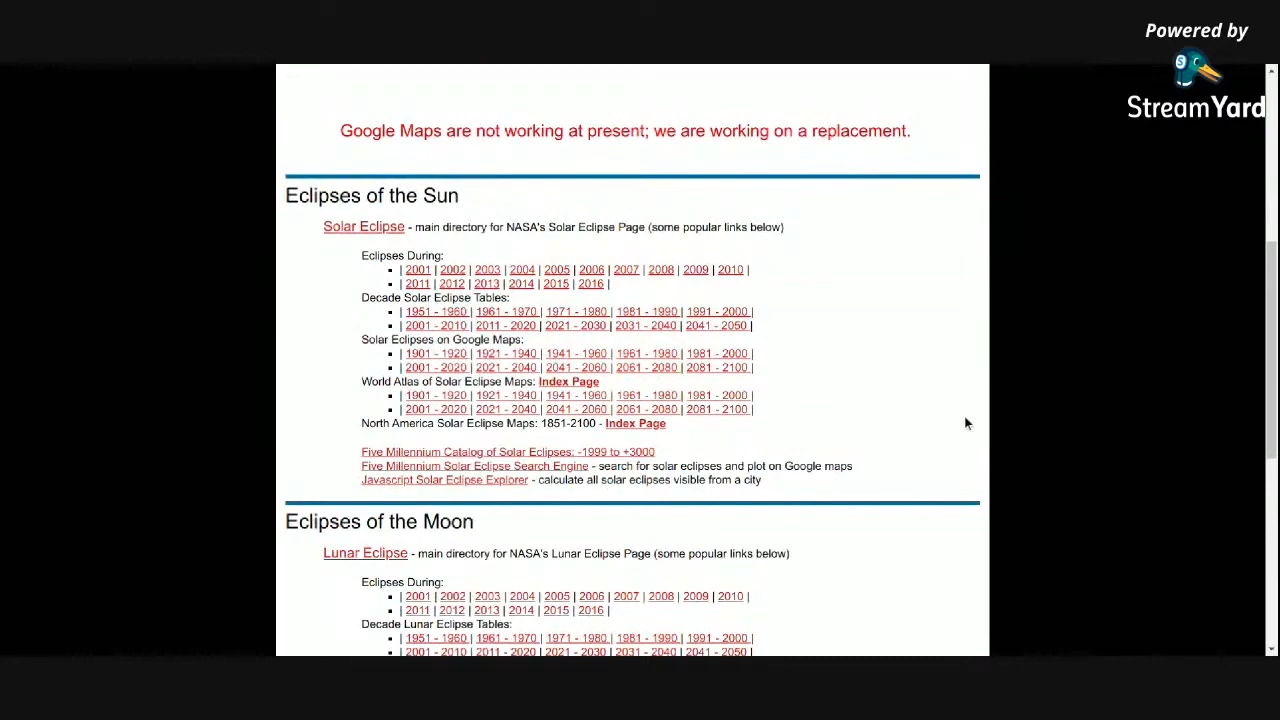 Powered by
StreamYard
Google Maps are not working at present; we are working on a replacement.
Eclipses of the Sun
Solar Eclipse - main directory for NASA's Solar Eclipse Page (some popular links below)
Eclipses During:
| 2001 | 2002 | 2003 | 2004 | 2005 | 2006 | 2007 | 2008 | 2009 | 2010 |
| 2011 | 2012 | 2013 | 2014 | 2015 | 2016 |
Decade Solar Eclipse Tables:
| 1951 - 1960 | 1961 - 1970 | 1971 - 1980 | 1981 - 1990 | 1991 - 2000 |
| 2001 - 2010 | 2011 - 2020 | 2021 - 2030 | 2031 - 2040 | 2041 - 2050 |
Solar Eclipses on Google Maps:
| 1901 - 1920 | 1921 - 1940 | 1941 - 1960 | 1961 - 1980 | 1981 - 2000 |
| 2001 - 2020 | 2021 - 2040 | 2041 - 2060 | 2061 - 2080 | 2081 - 2100 |
World Atlas of Solar Eclipse Maps: Index Page
| 1901 - 1920 | 1921 - 1940 | 1941 - 1960 | 1961 - 1980 | 1981 - 2000 |
| 2001 - 2020 | 2021 - 2040 | 2041 - 2060 | 2061 - 2080 | 2081 - 2100 |
North America Solar Eclipse Maps: 1851-2100 - Index Page
Five Millennium Catalog of Solar Eclipses: -1999 to +3000
Five Millennium Solar Eclipse Search Engine - search for solar eclipses and plot on Google maps
Javascript Solar Eclipse Explorer - calculate all solar eclipses visible from a city
Eclipses of the Moon
Lunar Eclipse - main directory for NASA's Lunar Eclipse Page (some popular links below)
Eclipses During:
| 2001 | 2002 | 2003 | 2004 | 2005 | 2006 | 2007 | 2008 | 2009 | 2010 |
| 2011 | 2012 | 2013 | 2014 | 2015 | 2016 |
Decade Lunar Eclipse Tables:
| 1951 - 1960 | 1961 - 1970 | 1971 - 1980 | 1981 - 1990 | 1991 - 2000 |
| 2001 - 2010 | 2011 - 2020 | 2021 - 2030 | 2031 - 2040 | 2041 - 2050 |